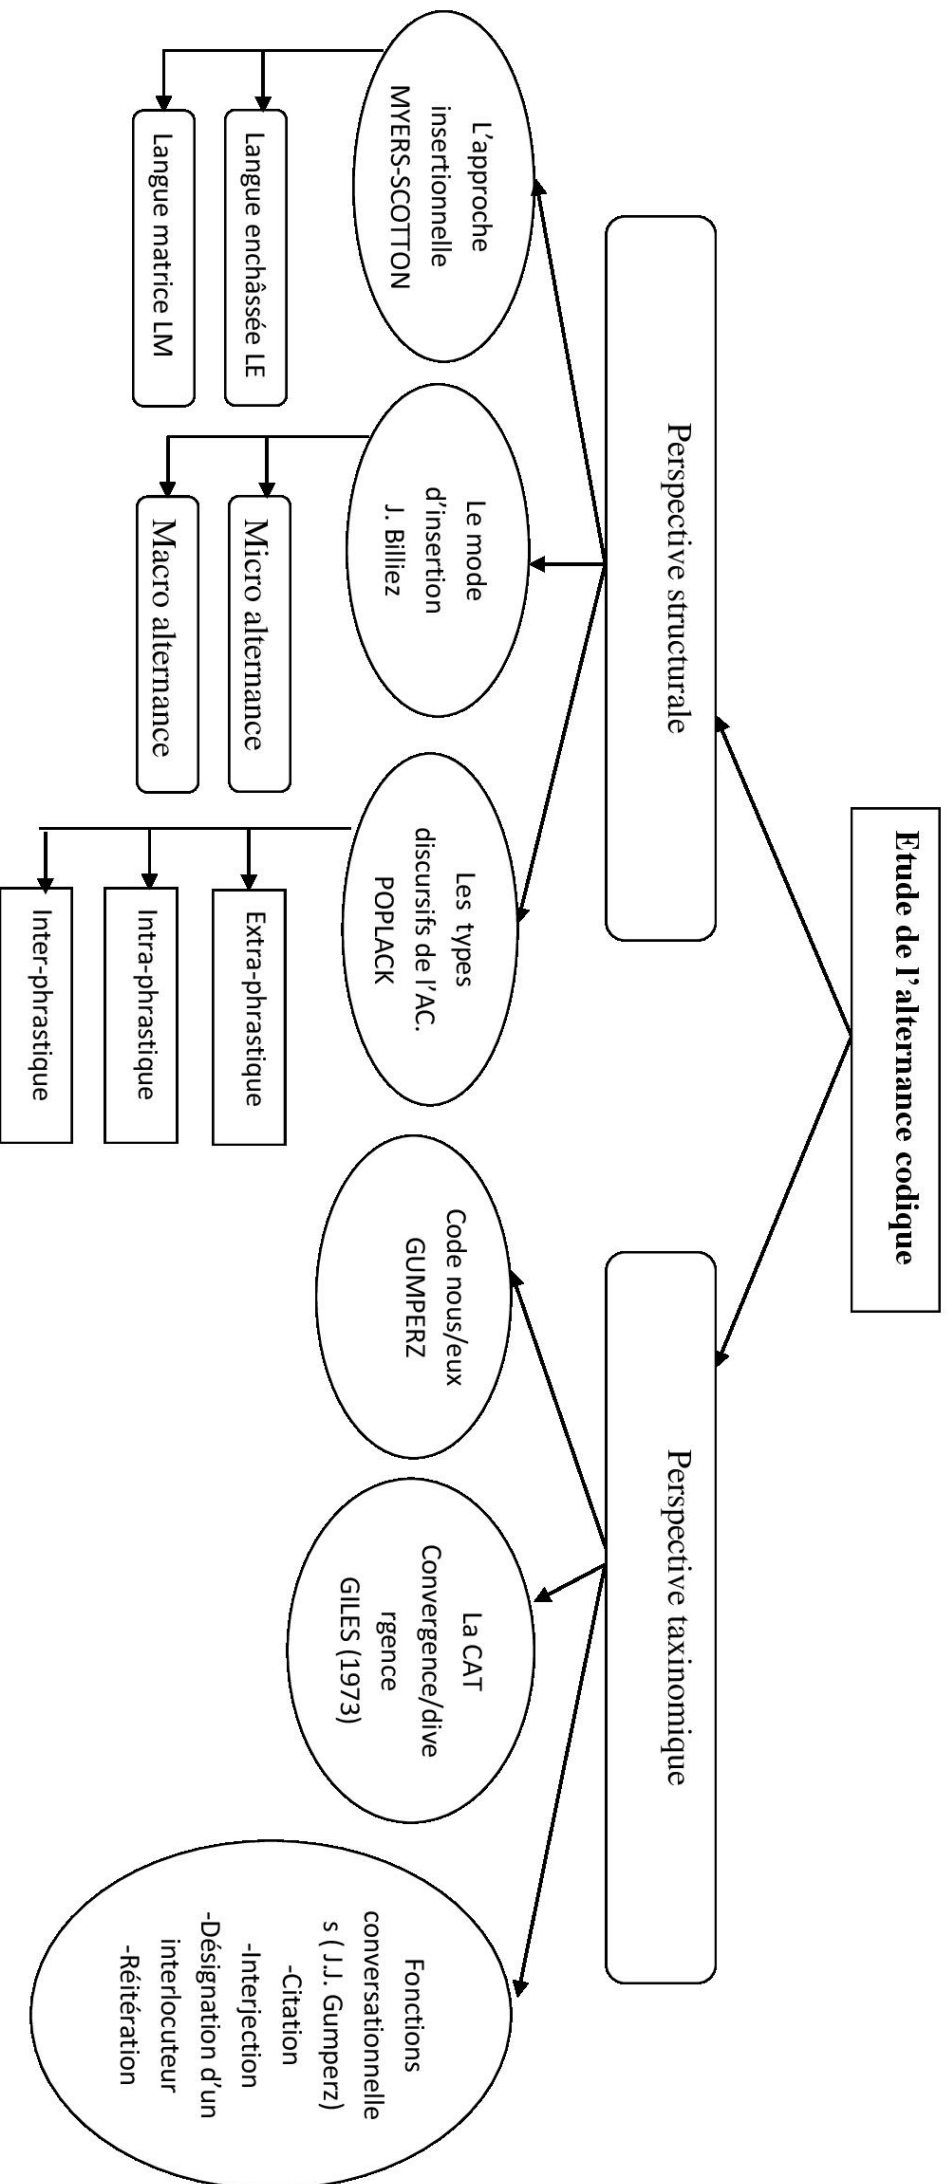 Etude de l'alternance codique
Perspective structurale
Perspective taxinomique
L'approche
insertionnelle
MYERS-SCOTTON
Langue enchâssée LE
Langue matrice LM
Le mode
d'insertion
J. Billiez
Micro alternance
Macro alternance
Les types
discursifs de l'AC.
POPLACK
Extra-phrastique
Intra-phrastique
Inter-phrastique
Code nous/eux
GUMPERZ
La CAT
Convergence/dive
rgence
GILES (1973)
Fonctions
conversationnelle
s ( J.J. Gumperz)
-Citation
-Interjection
-Désignation d'un
interlocuteur
-Réitération